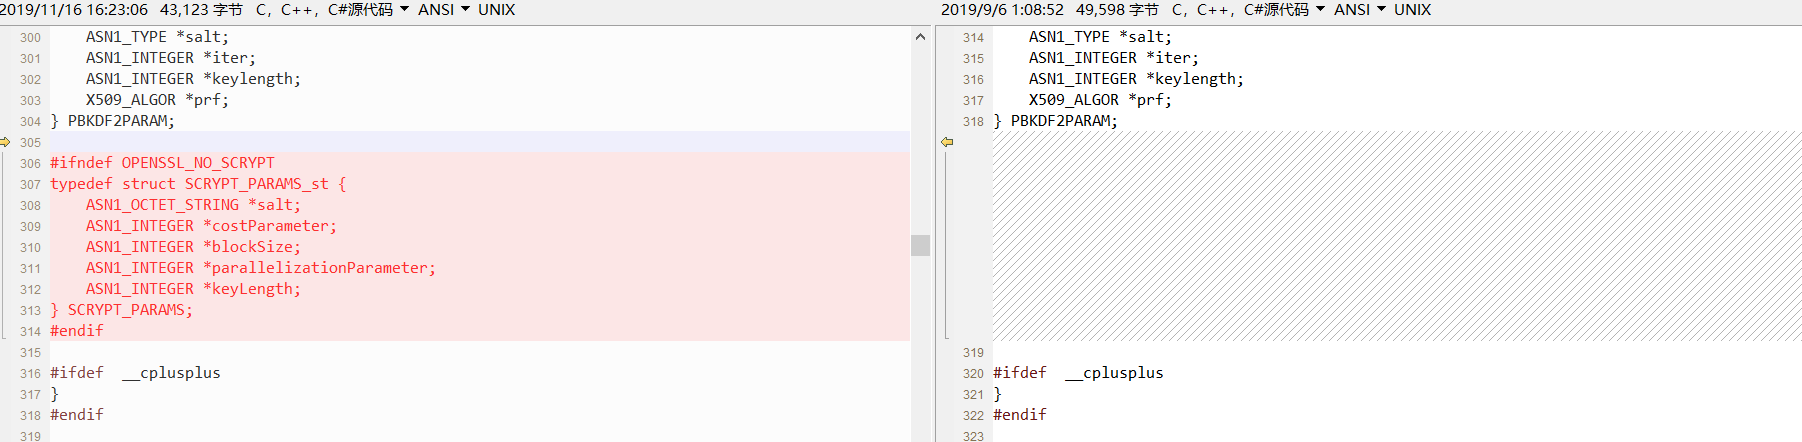 2019/11/16 16:23:06 43,123 字节 C，C++，C#源代码 ANSI UNIX
300 ASN1_TYPE *salt;
301 ASN1_INTEGER *iter;
302 ASN1_INTEGER *keylength;
303 X509_ALGOR *prf;
304 } PBKDF2PARAM;
305
306 #ifndef OPENSSL_NO_SCRYPT
307 typedef struct SCRYPT_PARAMS_st {
308 ASN1_OCTET_STRING *salt;
309 ASN1_INTEGER *costParameter;
310 ASN1_INTEGER *blockSize;
311 ASN1_INTEGER *parallelizationParameter;
312 ASN1_INTEGER *keyLength;
313 } SCRYPT_PARAMS;
314 #endif
315
316 #ifdef __cplusplus
317 }
318 #endif
319
2019/9/6 1:08:52 49,598 字节 C，C++，C#源代码 ANSI UNIX
314 ASN1_TYPE *salt;
315 ASN1_INTEGER *iter;
316 ASN1_INTEGER *keylength;
317 X509_ALGOR *prf;
318 } PBKDF2PARAM;
319
320 #ifdef __cplusplus
321 }
322 #endif
323